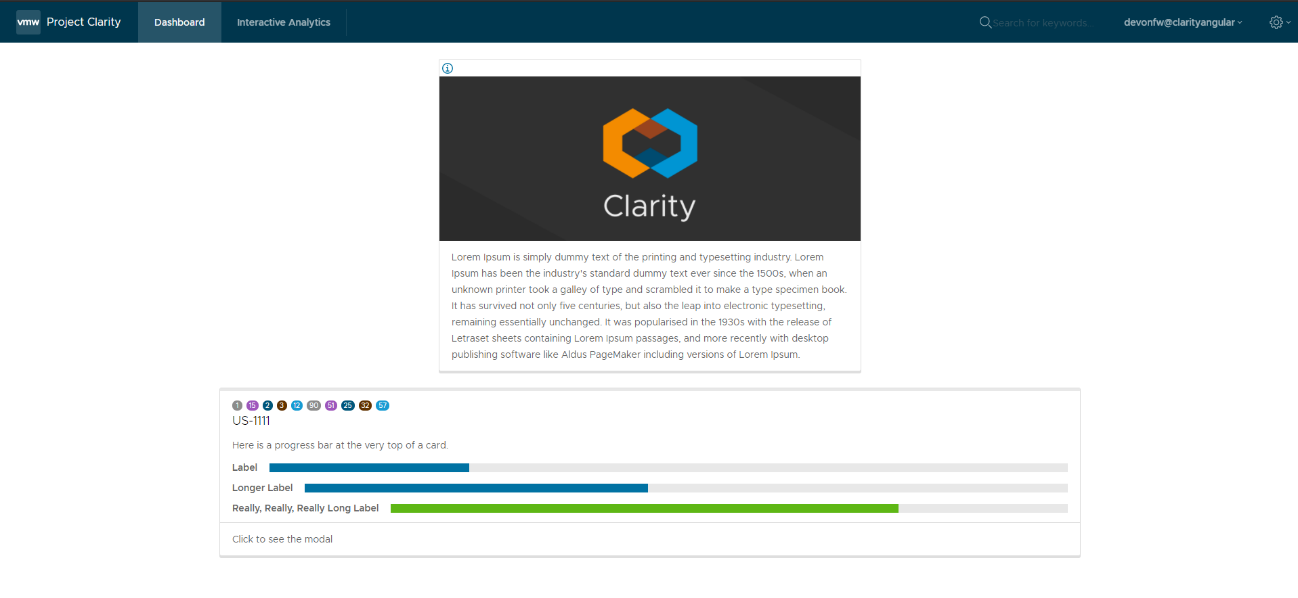 vmw Project Clarity Dashboard Interactive Analytics Search for keywords... devonfw@clarityangular
Clarity
Lorem Ipsum is simply dummy text of the printing and typesetting industry. Lorem
Ipsum has been the industry's standard dummy text ever since the 1500s, when an
unknown printer took a galley of type and scrambled it to make a type specimen book.
It has survived not only five centuries, but also the leap into electronic typesetting,
remaining essentially unchanged. It was popularised in the 1930s with the release of
Letraset sheets containing Lorem Ipsum passages, and more recently with desktop
publishing software like Aldus PageMaker including versions of Lorem Ipsum.
1 15 2 3 12 90 51 25 32 57
US-1111
Here is a progress bar at the very top of a card.
Label
Longer Label
Really, Really, Really Long Label
Click to see the modal